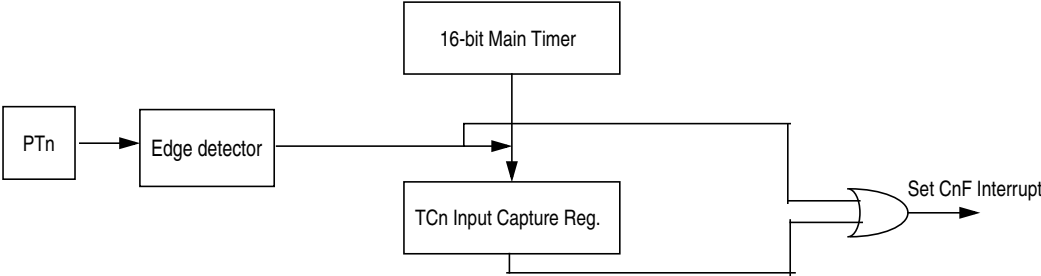 16-bit Main Timer
PTn
Edge detector
TCn Input Capture Reg.
Set CnF Interrupt